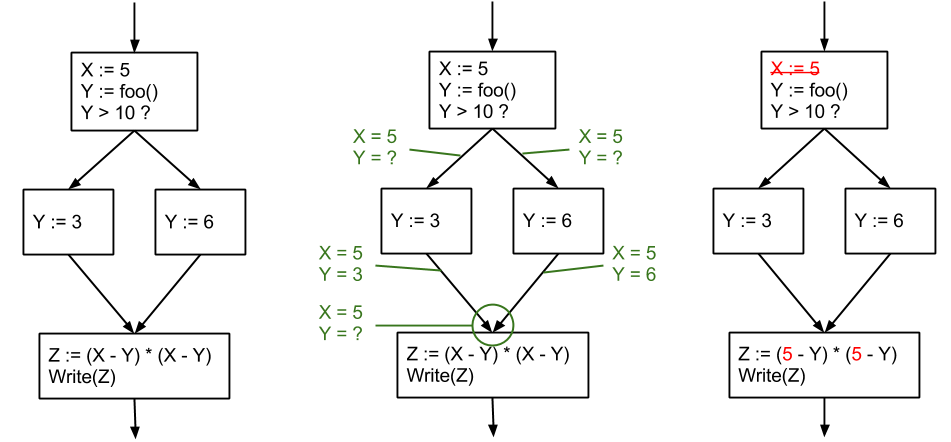 X := 5
Y := foo()
Y > 10 ?
Y := 3
Y := 6
Z := (X - Y) * (X - Y)
Write(Z)
X := 5
Y := foo()
Y > 10 ?
X = 5
Y = ?
X = 5
Y = ?
Y := 3
Y := 6
X = 5
Y = 3
X = 5
Y = 6
X = 5
Y = ?
Z := (X - Y) * (X - Y)
Write(Z)
X := 5
Y := foo()
Y > 10 ?
Y := 3
Y := 6
Z := (5 - Y) * (5 - Y)
Write(Z)